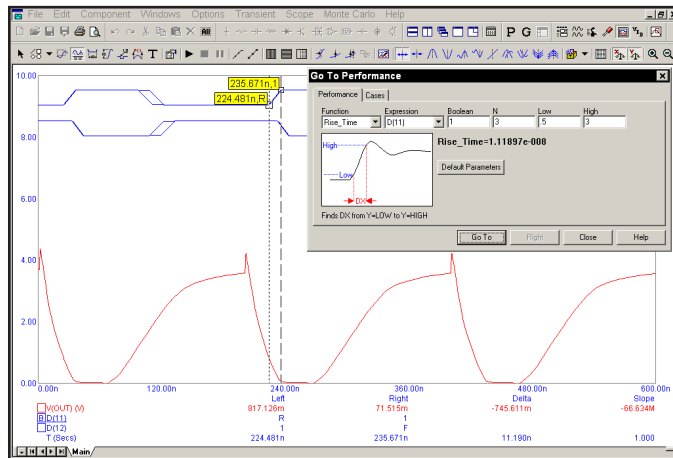 File Edit Component Windows Options Transient Scope Monte Carlo Help
All
T
P G
10.00
8.00
6.00
4.00
2.00
0.00
235.671n,1
224.481n,R
Go To Performance
Performance Cases
Function Expression Boolean N Low High
Rise_Time D(11) 1 3 .5 3
High
Low
DX
Rise_Time=1.11897e-008
Default Parameters
Finds DX from Y=LOW to Y=HIGH
Go To Right Close Help
0.00n 120.00n 240.00n 360.00n 480.00n 600.00n
Left Right Delta Slope
V(OUT) (V) 817.126m 71.515m -745.611m -66.634M
B D(11) R 1
D(12) 1 F
T (Secs) 224.481n 235.671n 11.190n 1.000
Main